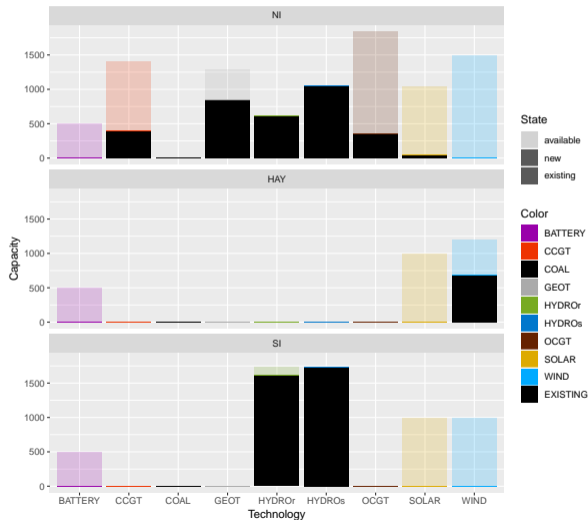 NI
1500
1000
500
0
HAY
1500
1000
500
0
SI
1500
1000
500
0
Capacity
BATTERY CCGT COAL GEOT HYDROr HYDROs OCGT SOLAR WIND
Technology
State
available
new
existing
Color
BATTERY
CCGT
COAL
GEOT
HYDROr
HYDROs
OCGT
SOLAR
WIND
EXISTING